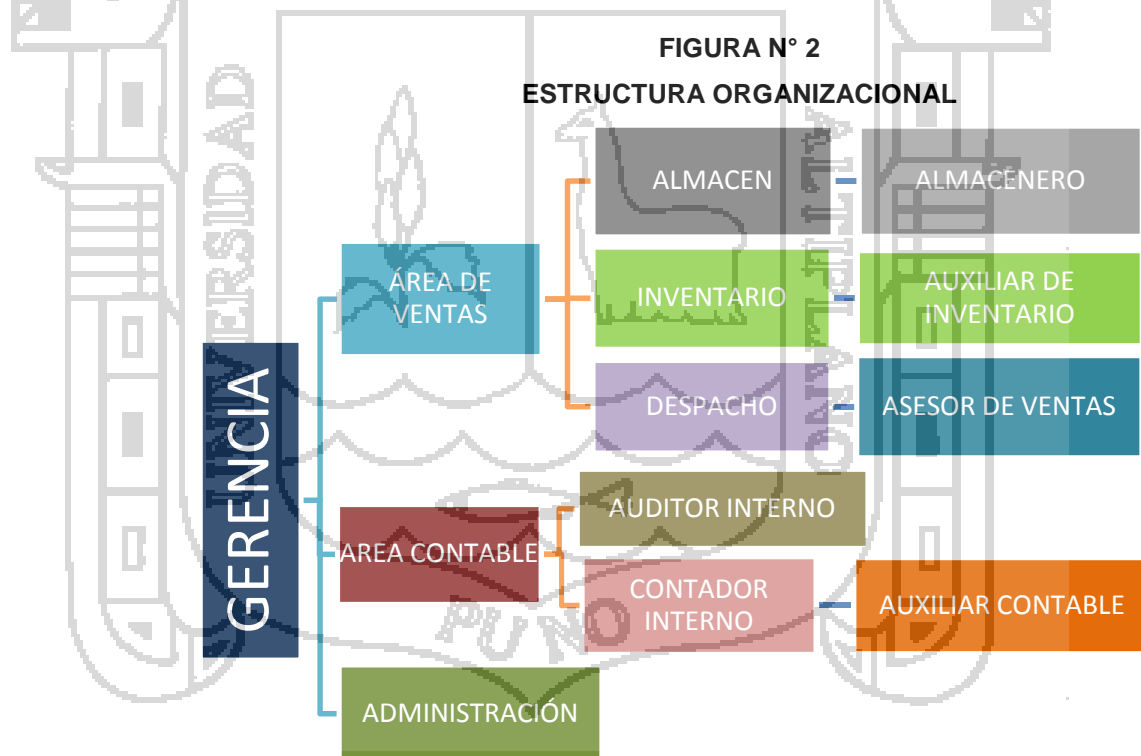 FIGURA N° 2
ESTRUCTURA ORGANIZACIONAL
GERENCIA
ÁREA DE
VENTAS
ALMACEN
ALMACENERO
INVENTARIO
AUXILIAR DE
INVENTARIO
DESPACHO
ASESOR DE VENTAS
AREA CONTABLE
AUDITOR INTERNO
CONTADOR
INTERNO
AUXILIAR CONTABLE
ADMINISTRACIÓN
PUNO